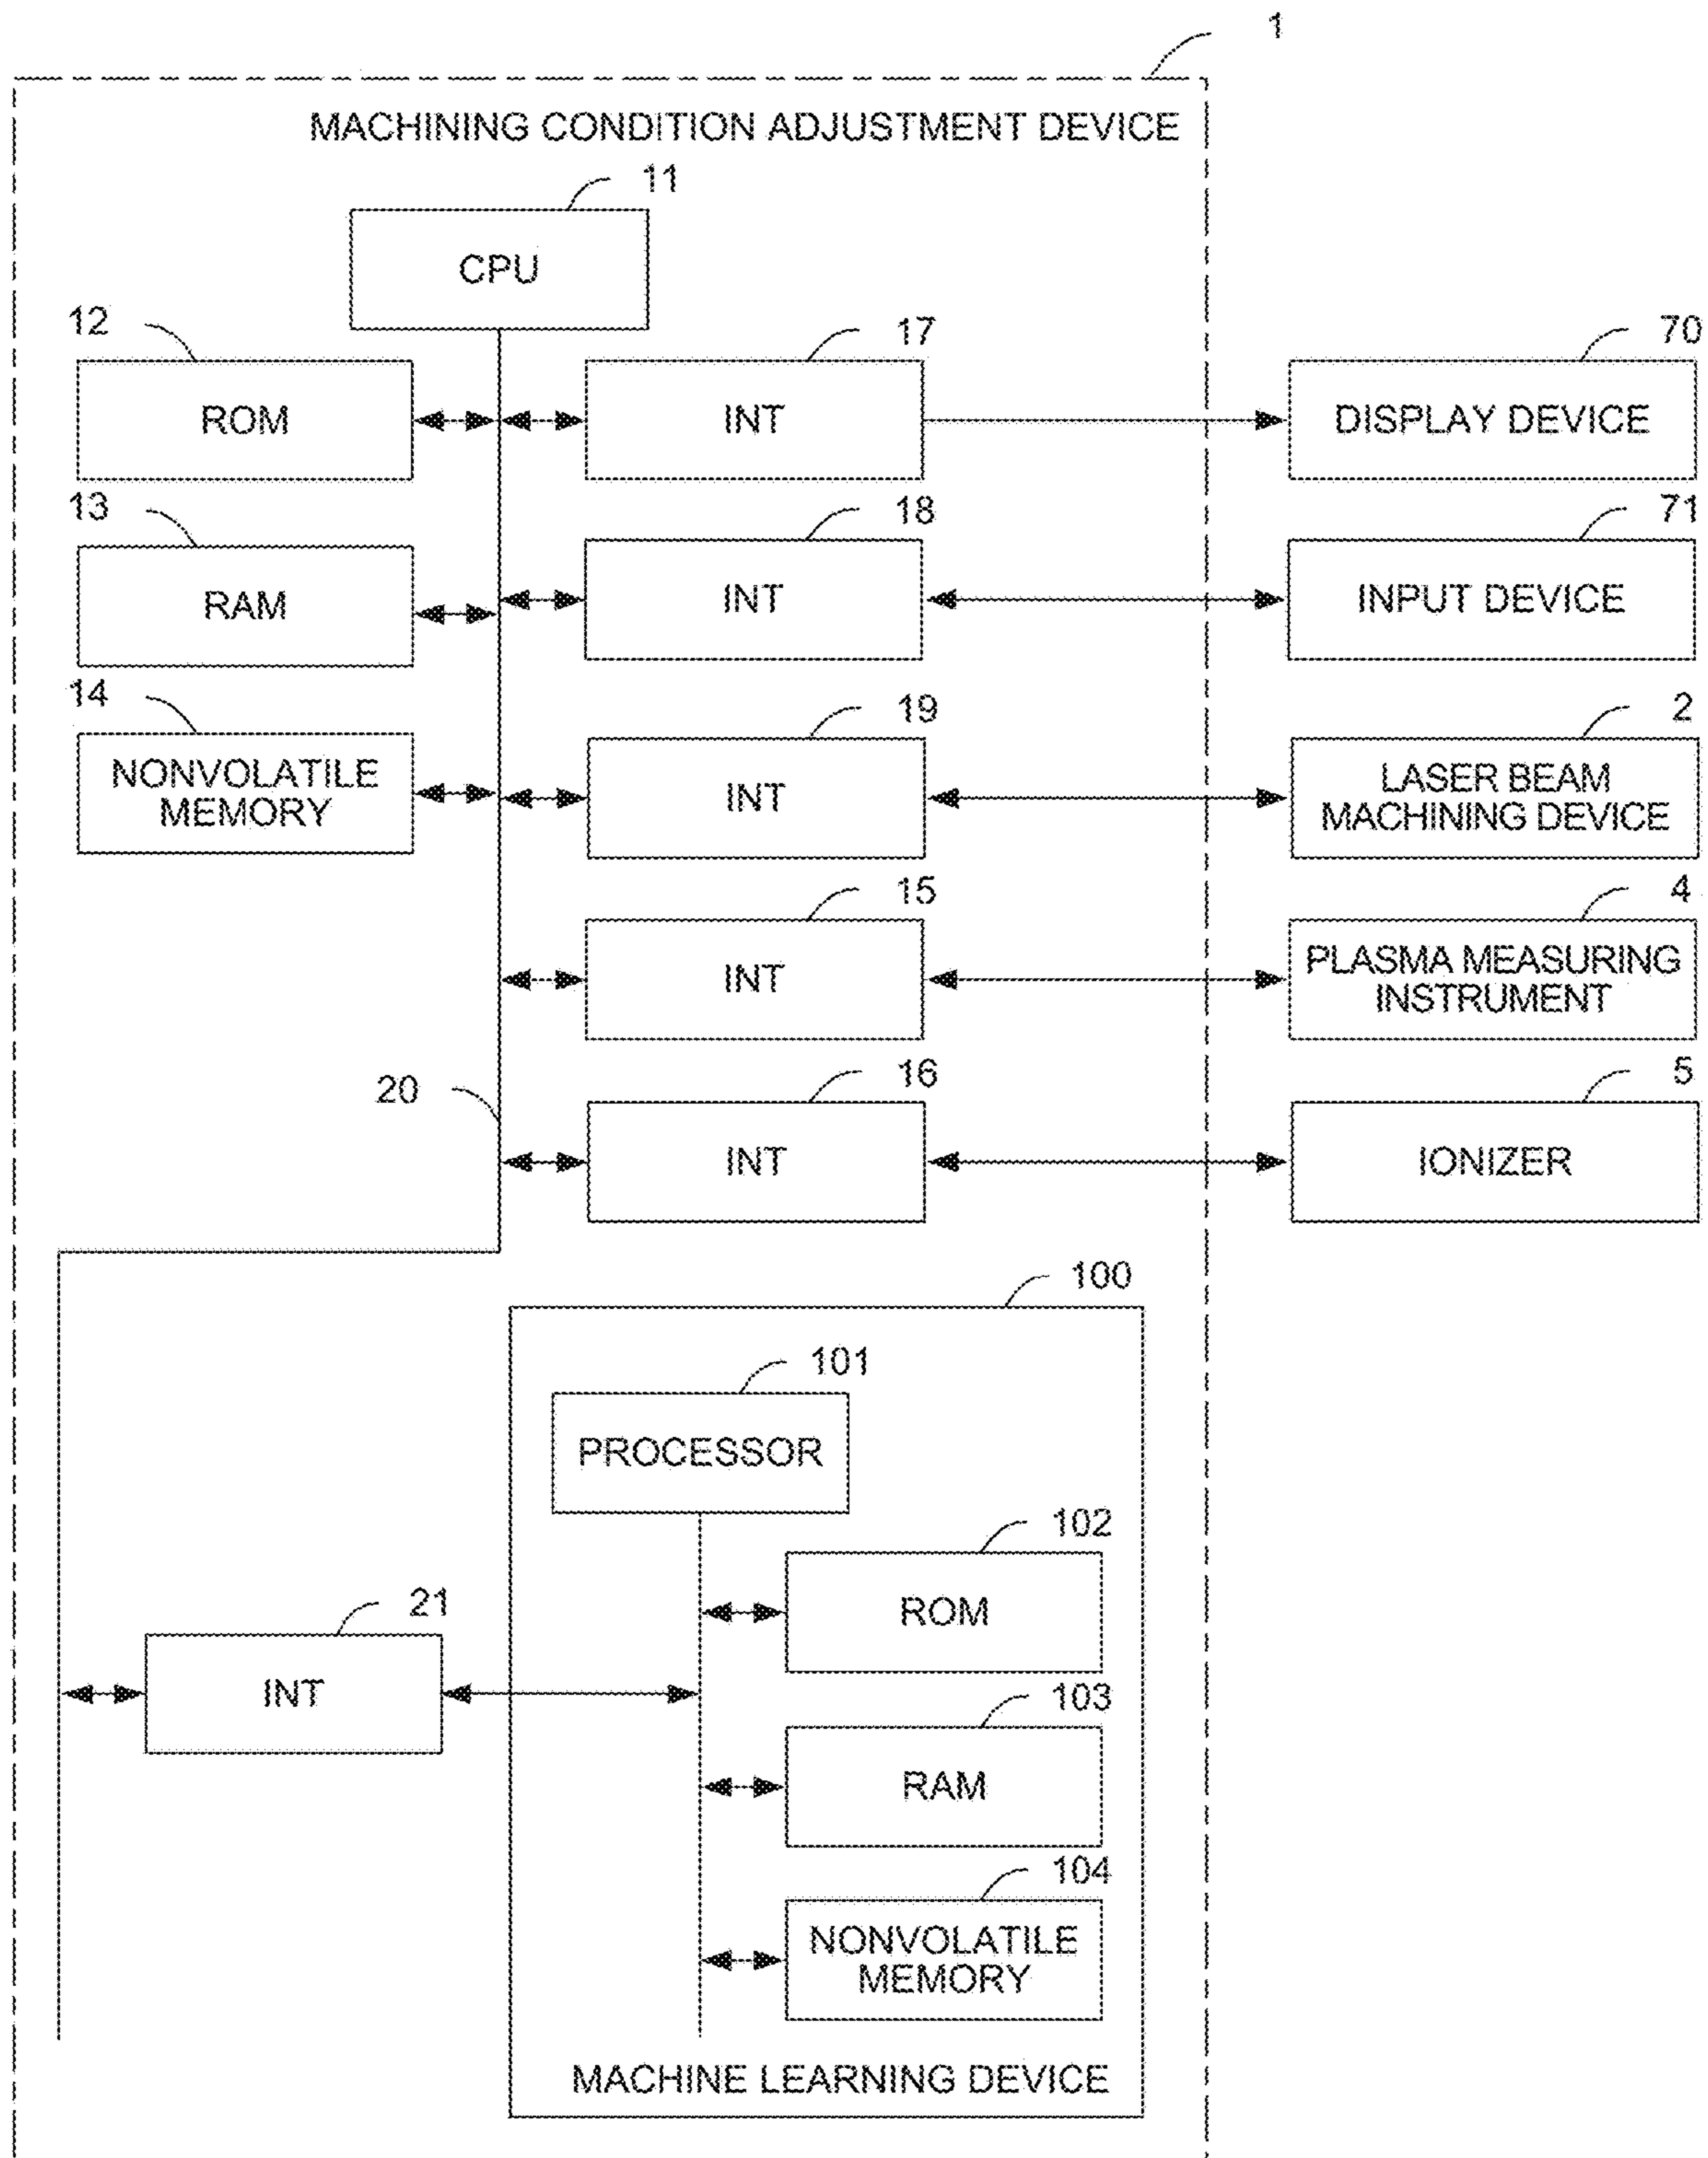 1
MACHINING CONDITION ADJUSTMENT DEVICE
11
CPU
12
17
70
ROM
INT
DISPLAY DEVICE
13
18
71
RAM
INT
INPUT DEVICE
14
19
2
NONVOLATILE
MEMORY
INT
LASER BEAM
MACHINING DEVICE
15
4
INT
PLASMA MEASURING
INSTRUMENT
20
16
5
INT
IONIZER
100
101
PROCESSOR
102
ROM
21
INT
103
RAM
104
NONVOLATILE
MEMORY
MACHINE LEARNING DEVICE